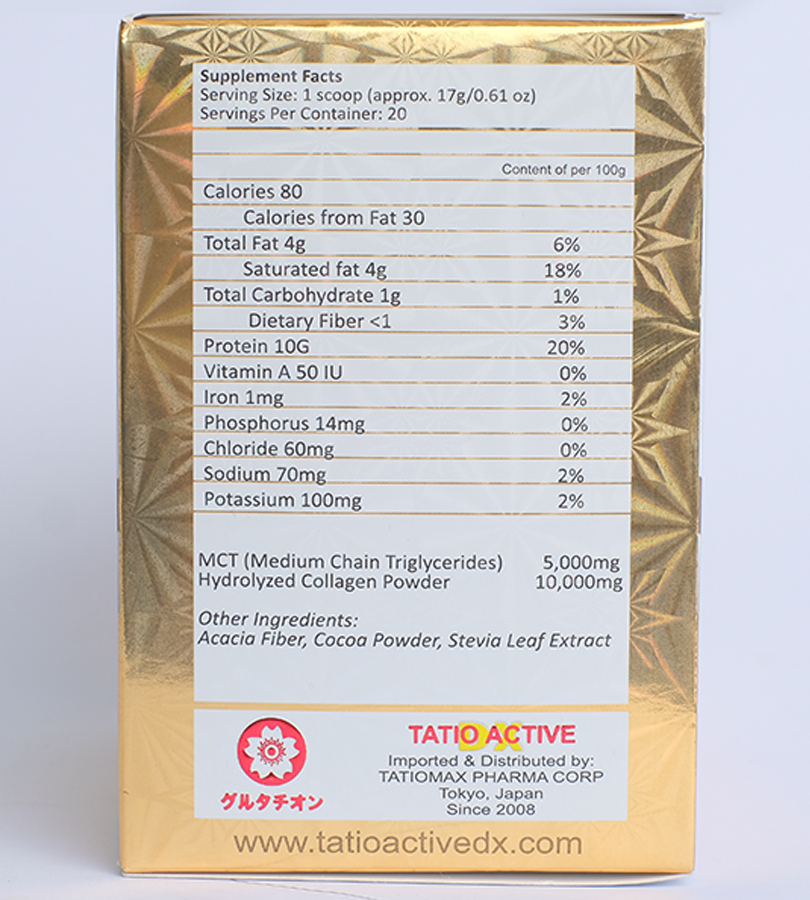 Supplement Facts
Serving Size: 1 scoop (approx. 17g/0.61 oz)
Servings Per Container: 20
Content of per 100g
Calories 80
Calories from Fat 30
Total Fat 4g 6%
Saturated fat 4g 18%
Total Carbohydrate 1g 1%
Dietary Fiber <1 3%
Protein 10G 20%
Vitamin A 50 IU 0%
Iron 1mg 2%
Phosphorus 14mg 0%
Chloride 60mg 0%
Sodium 70mg 2%
Potassium 100mg 2%
MCT (Medium Chain Triglycerides) 5,000mg
Hydrolyzed Collagen Powder 10,000mg
Other Ingredients:
Acacia Fiber, Cocoa Powder, Stevia Leaf Extract
グルタチオン
TATIO ACTIVE
DX
Imported & Distributed by:
TATIOMAX PHARMA CORP
Tokyo, Japan
Since 2008
www.tatioactivedx.com